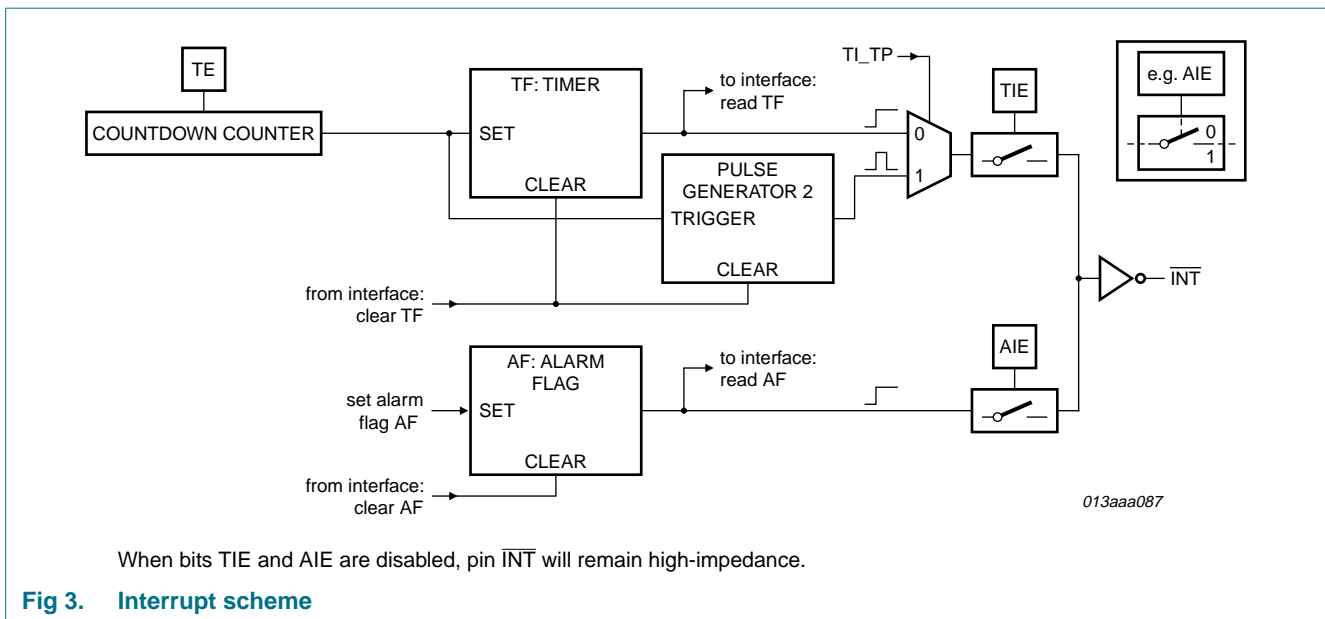 TE
COUNTDOWN COUNTER
TF: TIMER
SET
CLEAR
to interface:
read TF
PULSE
GENERATOR 2
TRIGGER
CLEAR
from interface:
clear TF
TI_TP
0
1
TIE
e.g. AIE
0
1
INT
AF: ALARM
FLAG
SET
CLEAR
set alarm
flag AF
from interface:
clear AF
to interface:
read AF
AIE
013aaa087
When bits TIE and AIE are disabled, pin INT will remain high-impedance.
Fig 3. Interrupt scheme